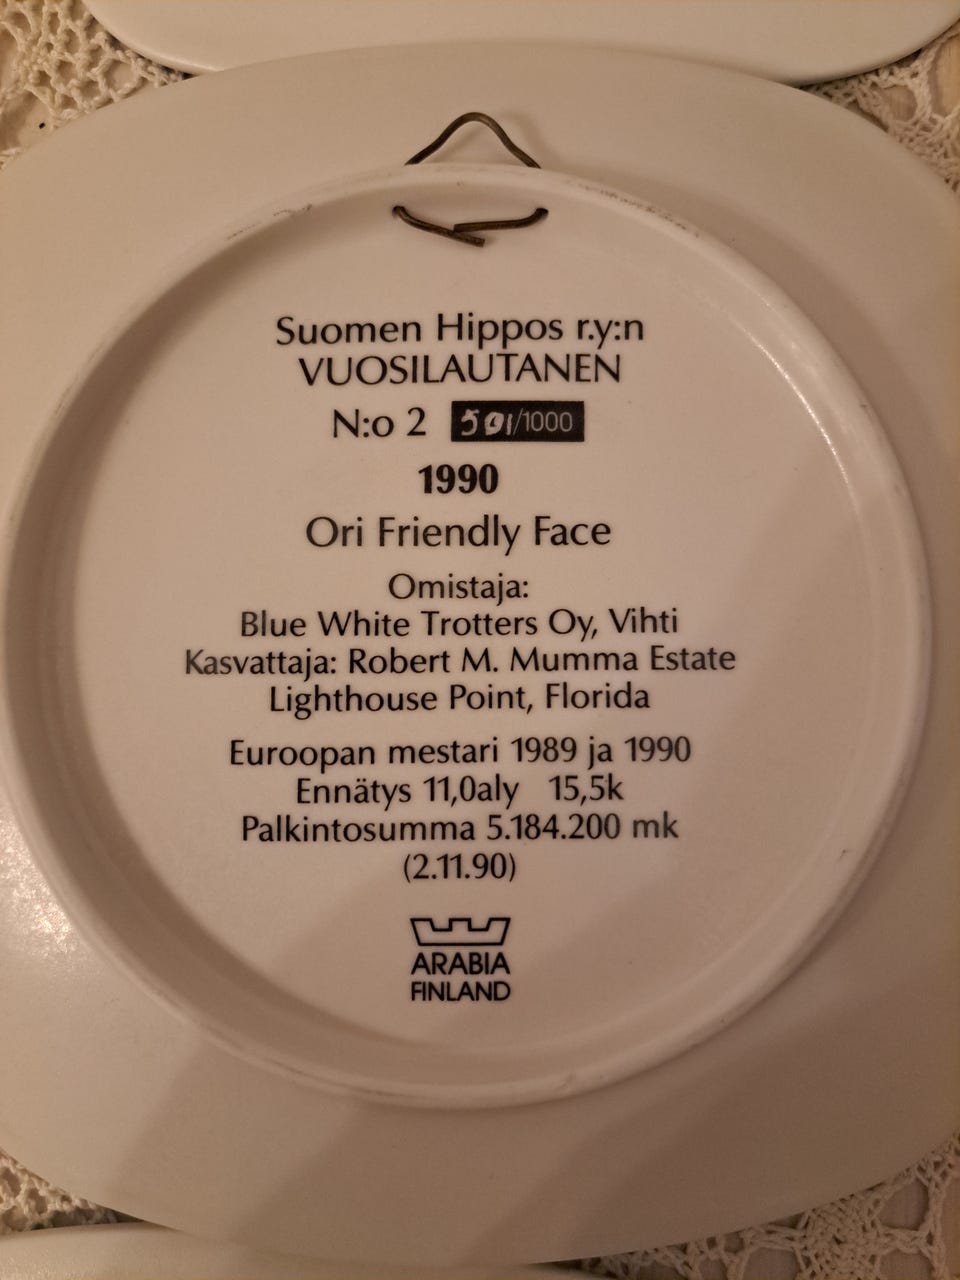 Suomen Hippos r.y:n
VUOSILAUTANEN
N:o 2 501/1000
1990
Ori Friendly Face
Omistaja:
Blue White Trotters Oy, Vihti
Kasvattaja: Robert M. Mumma Estate
Lighthouse Point, Florida
Euroopan mestari 1989 ja 1990
Ennätys 11,0aly 15,5k
Palkintosumma 5.184.200 mk
(2.11.90)
ARABIA
FINLAND